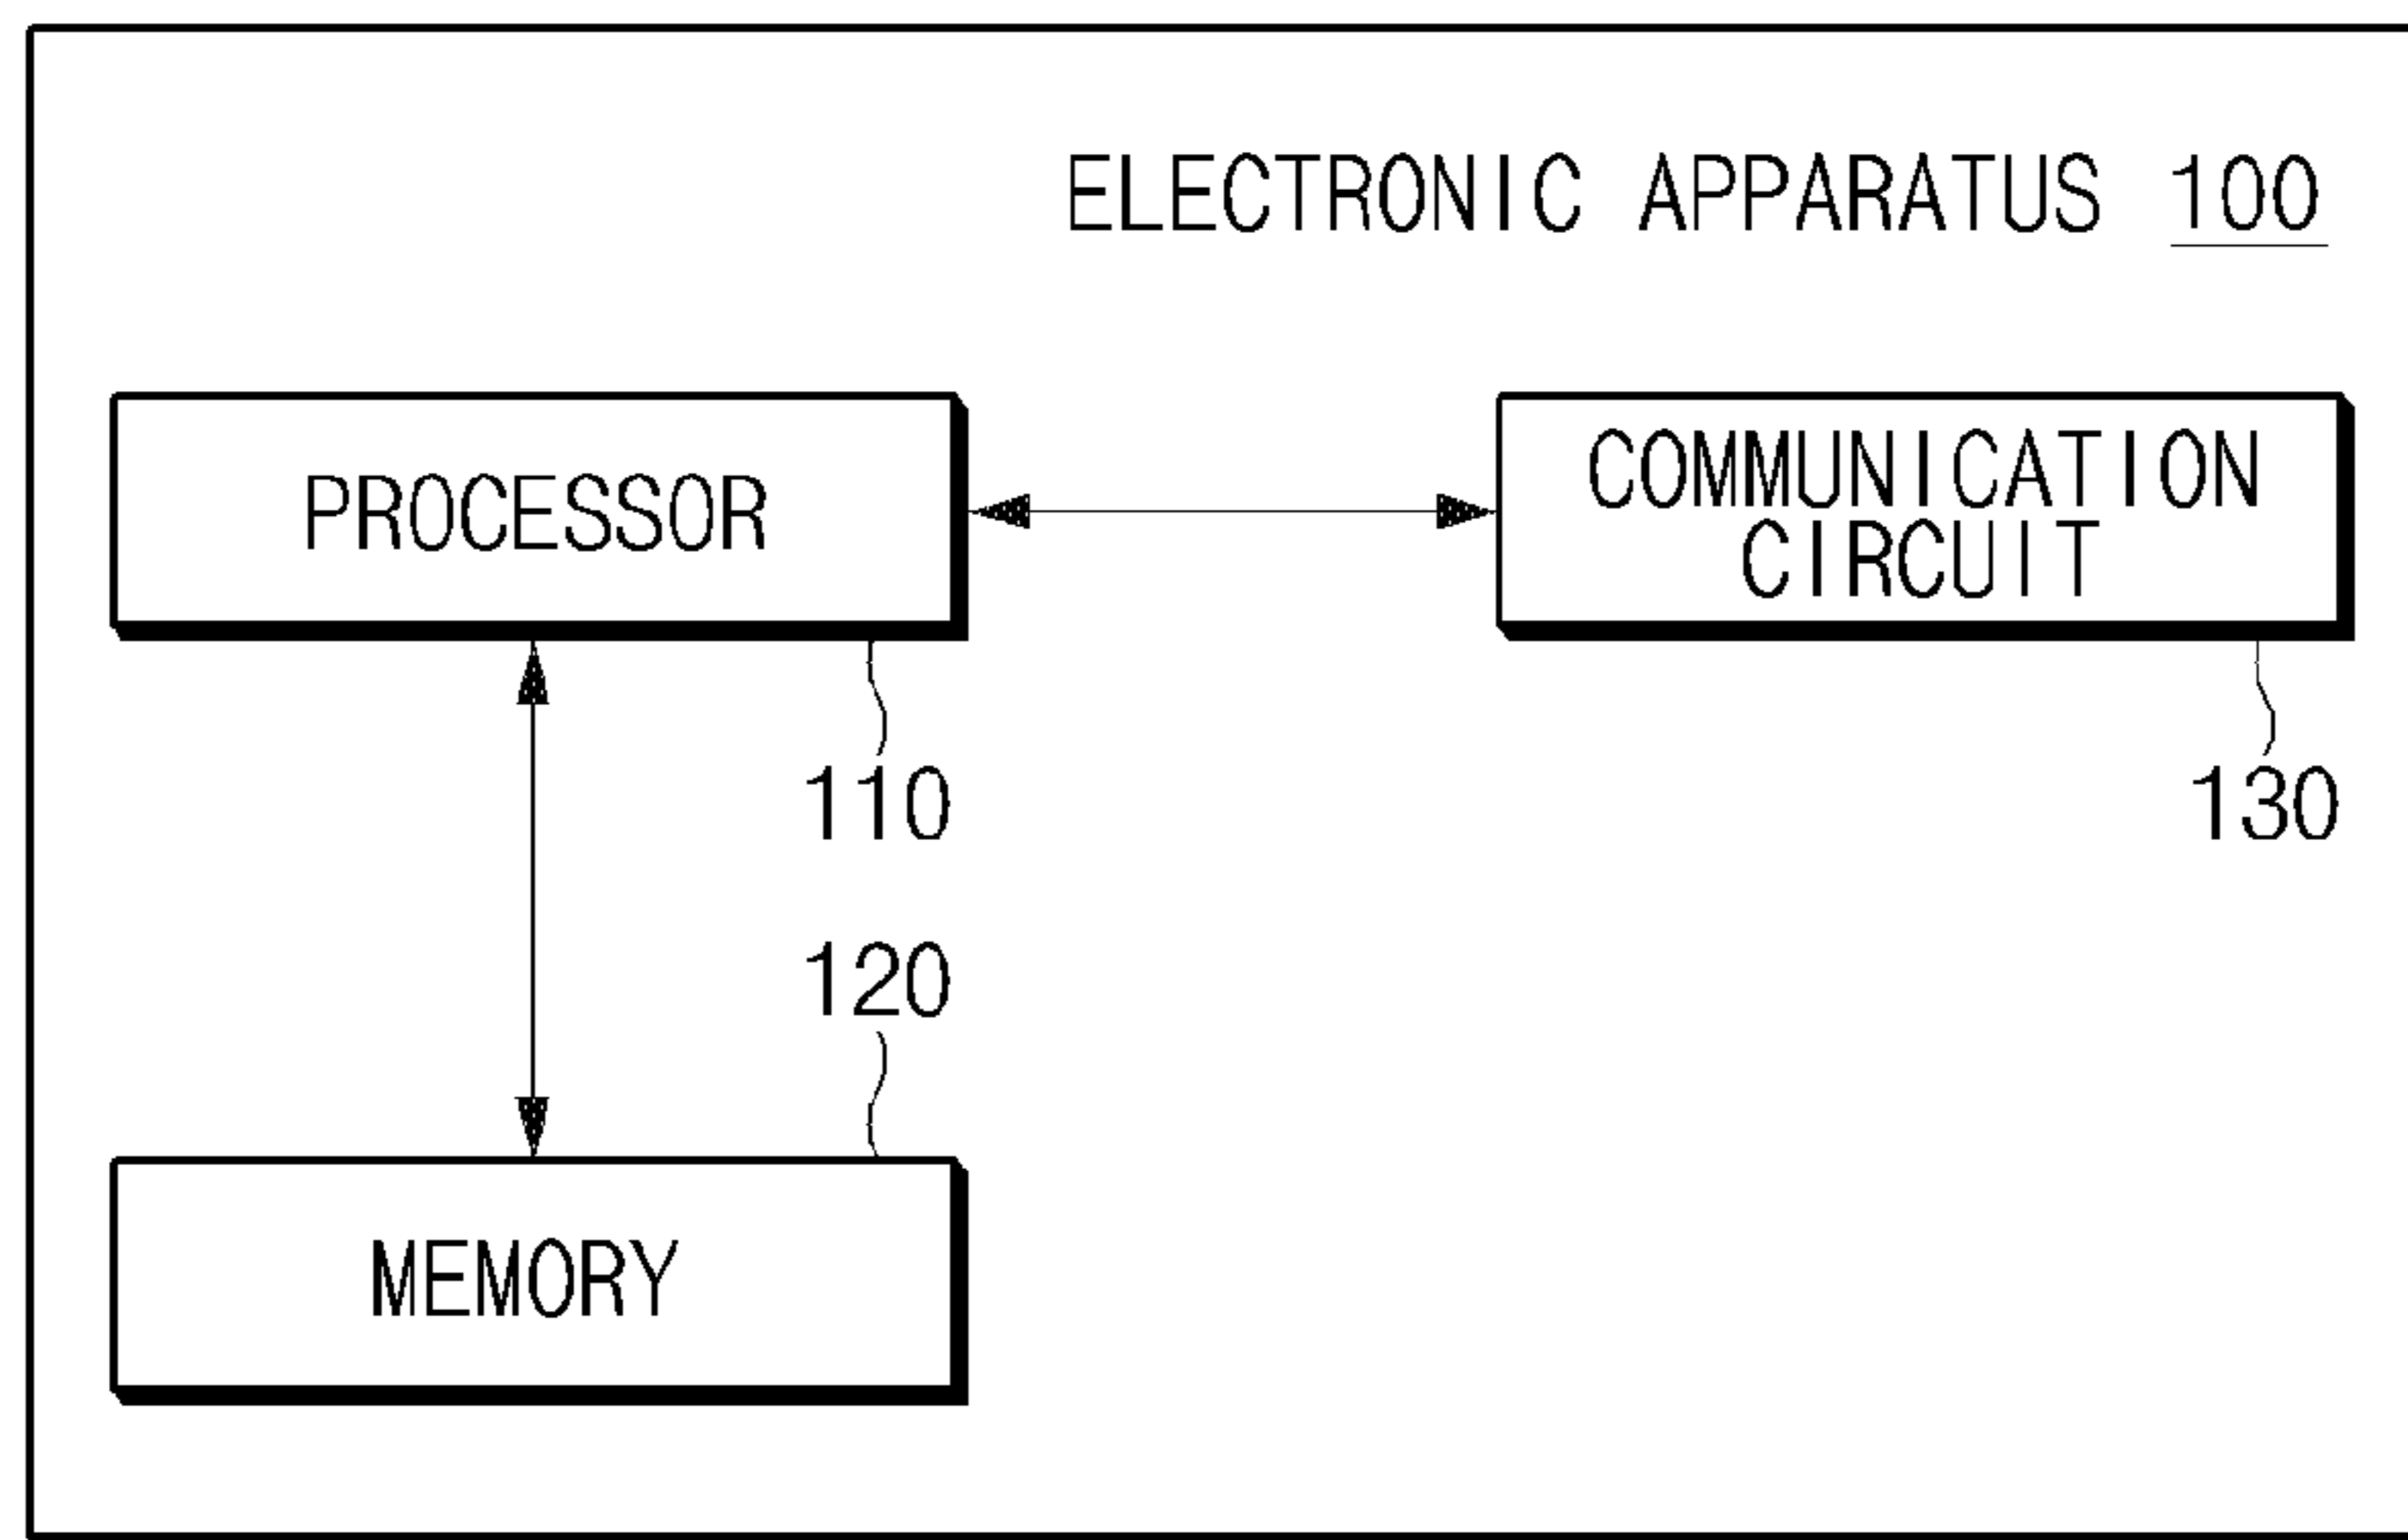 ELECTRONIC APPARATUS 100
PROCESSOR
COMMUNICATION
CIRCUIT
110
130
120
MEMORY